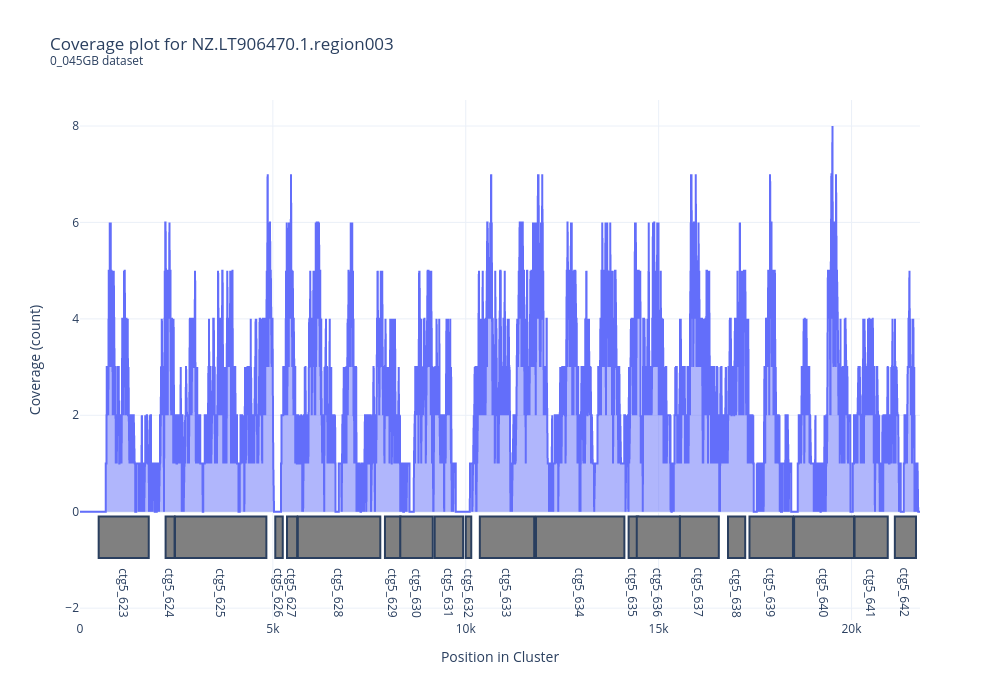 Coverage plot for NZ.LT906470.1.region003
0_045GB dataset
8
6
4
2
0
−2
Coverage (count)
ctg5_623
ctg5_624
ctg5_625
ctg5_626
ctg5_627
ctg5_628
ctg5_629
ctg5_630
ctg5_631
ctg5_632
ctg5_633
ctg5_634
ctg5_635
ctg5_636
ctg5_637
ctg5_638
ctg5_639
ctg5_640
ctg5_641
ctg5_642
0
5k
10k
15k
20k
Position in Cluster